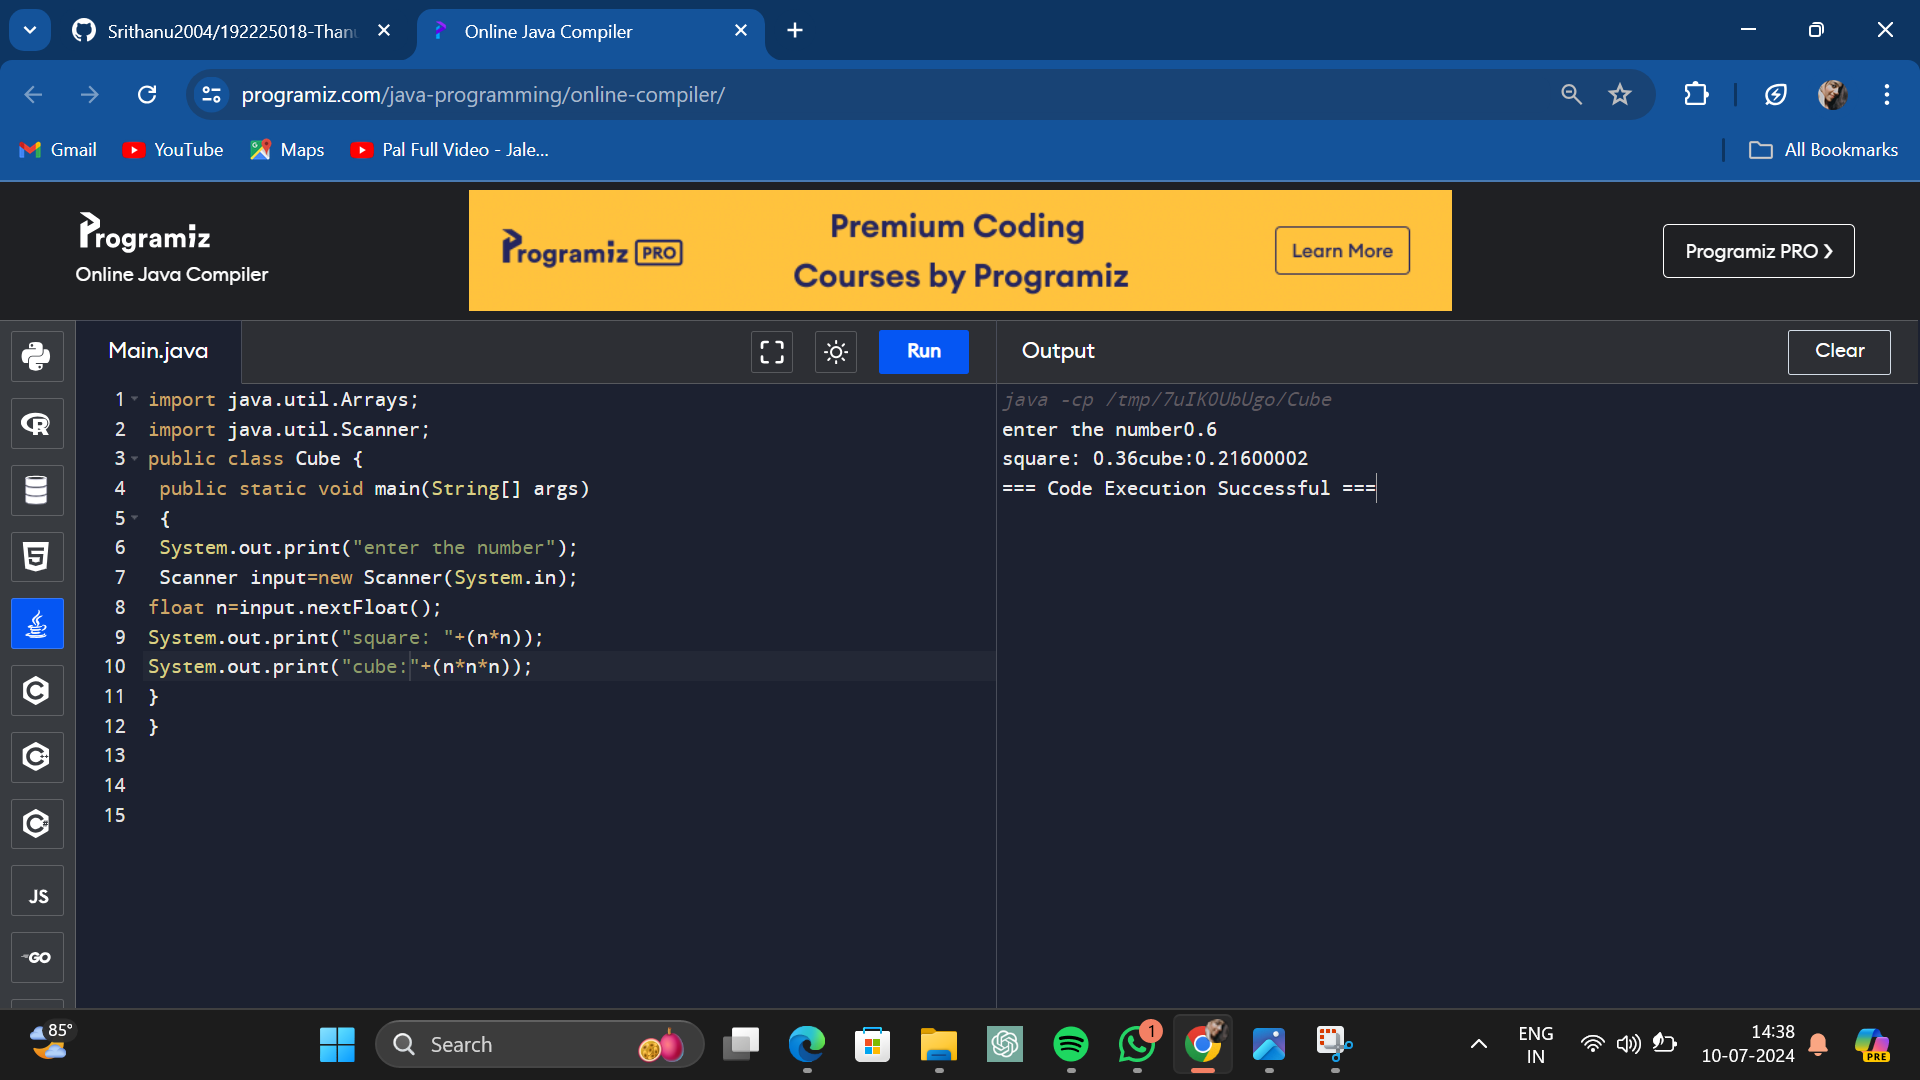 Srithanu2004/192225018-Thanu
Online Java Compiler
programiz.com/java-programming/online-compiler/
Gmail
YouTube
Maps
Pal Full Video - Jale...
All Bookmarks
Programiz
Online Java Compiler
Programiz PRO
Premium Coding
Courses by Programiz
Learn More
Programiz PRO ❯
Main.java
Run
Output
Clear
1 import java.util.Arrays;
2 import java.util.Scanner;
3 public class Cube {
4 public static void main(String[] args)
5 {
6 System.out.print("enter the number");
7 Scanner input=new Scanner(System.in);
8 float n=input.nextFloat();
9 System.out.print("square: "+(n*n));
10 System.out.print("cube:"+(n*n*n));
11 }
12 }
13
14
15
java -cp /tmp/7uIK0UbUgo/Cube
enter the number0.6
square: 0.36cube:0.21600002
=== Code Execution Successful ===
R
5
C
C++
C#
JS
GO
85°
Search
1
ENG
IN
14:38
10-07-2024
PRE